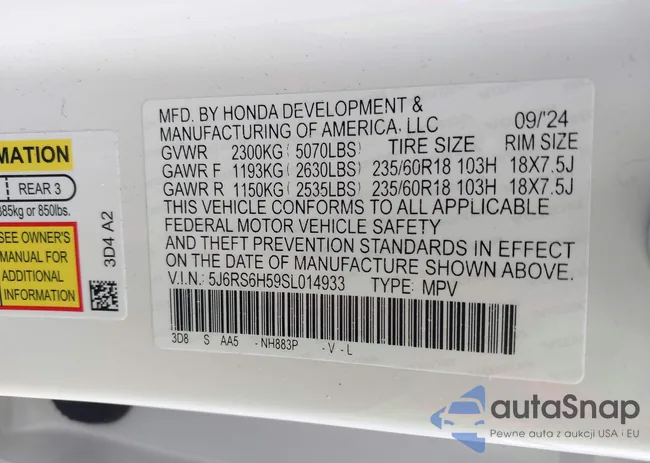 MATION
REAR 3
385kg or 850lbs.
SEE OWNER'S
MANUAL FOR
ADDITIONAL
INFORMATION
3D4 A2
MFD. BY HONDA DEVELOPMENT &
MANUFACTURING OF AMERICA, LLC 09/'24
GVWR 2300KG (5070LBS) TIRE SIZE RIM SIZE
GAWR F 1193KG (2630LBS) 235/60R18 103H 18X7.5J
GAWR R 1150KG (2535LBS) 235/60R18 103H 18X7.5J
THIS VEHICLE CONFORMS TO ALL APPLICABLE
FEDERAL MOTOR VEHICLE SAFETY
AND THEFT PREVENTION STANDARDS IN EFFECT
ON THE DATE OF MANUFACTURE SHOWN ABOVE.
V.I.N.: 5J6RS6H59SL014933 TYPE: MPV
3D8 S AA5 -NH883P -V-L
autaSnap
Pewne auta z aukcji USA i EU